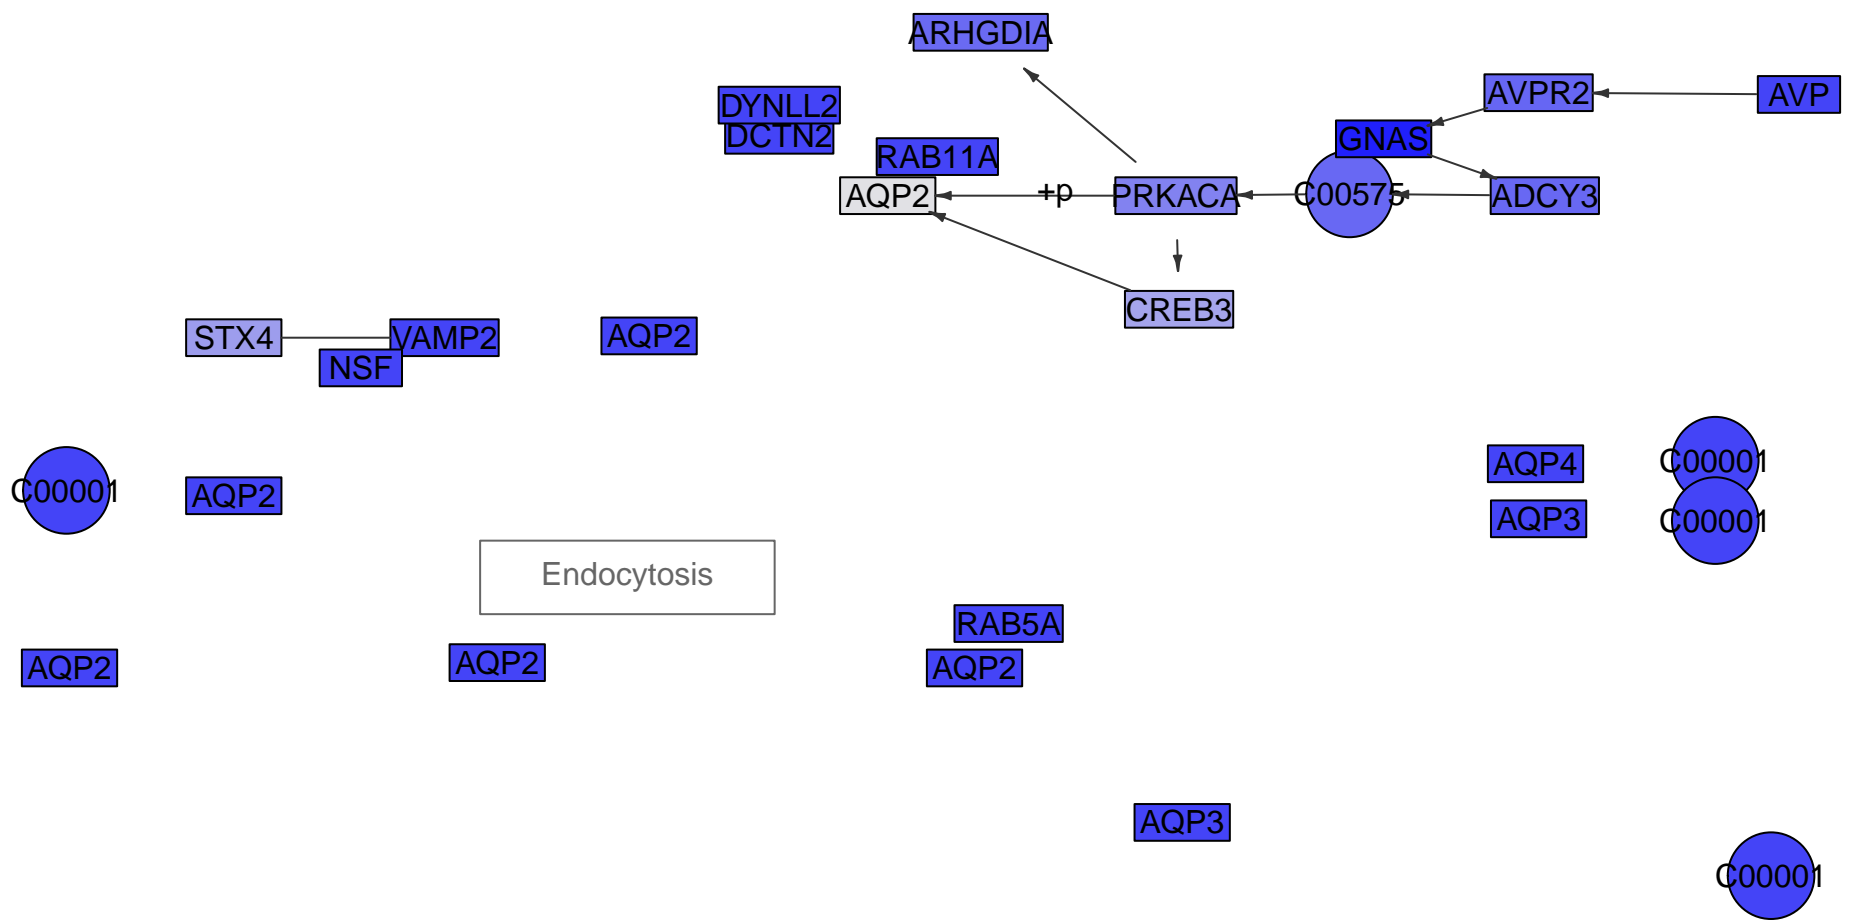 ARHGDIA
AVPR2
AVP
DYNLL2
DCTN2
GNAS
RAB11A
AQP2
+p
PRKACA
C00575
ADCY3
CREB3
STX4
VAMP2
AQP2
NSF
C00001
AQP2
AQP4
C00001
AQP3
C00001
Endocytosis
RAB5A
AQP2
AQP2
AQP2
AQP3
C00001